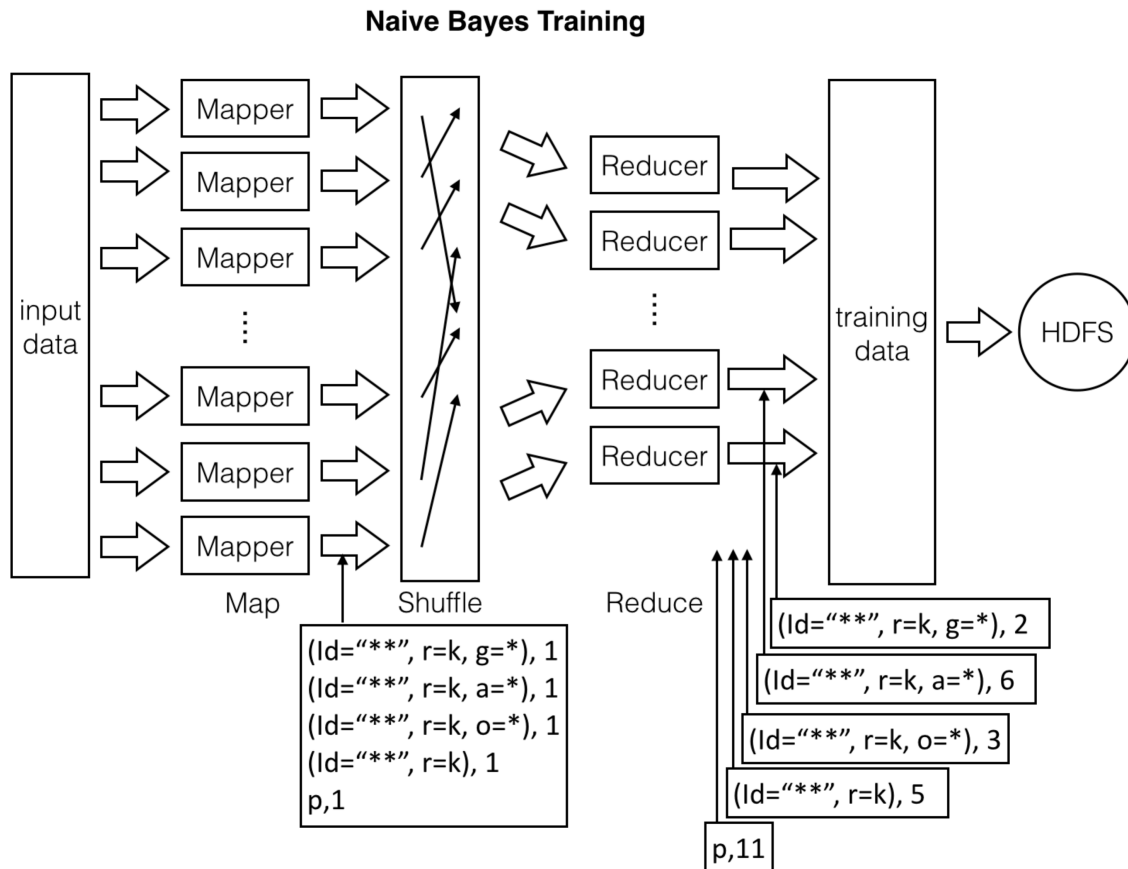 Naive Bayes Training
input
data
Mapper
Mapper
Mapper
Mapper
Mapper
Mapper
Map
Shuffle
Reducer
Reducer
Reducer
Reducer
Reduce
training
data
HDFS
(Id=“**”, r=k, g=*), 1
(Id=“**”, r=k, a=*), 1
(Id=“**”, r=k, o=*), 1
(Id=“**”, r=k), 1
p,1
(Id=“**”, r=k, g=*), 2
(Id=“**”, r=k, a=*), 6
(Id=“**”, r=k, o=*), 3
(Id=“**”, r=k), 5
p,11